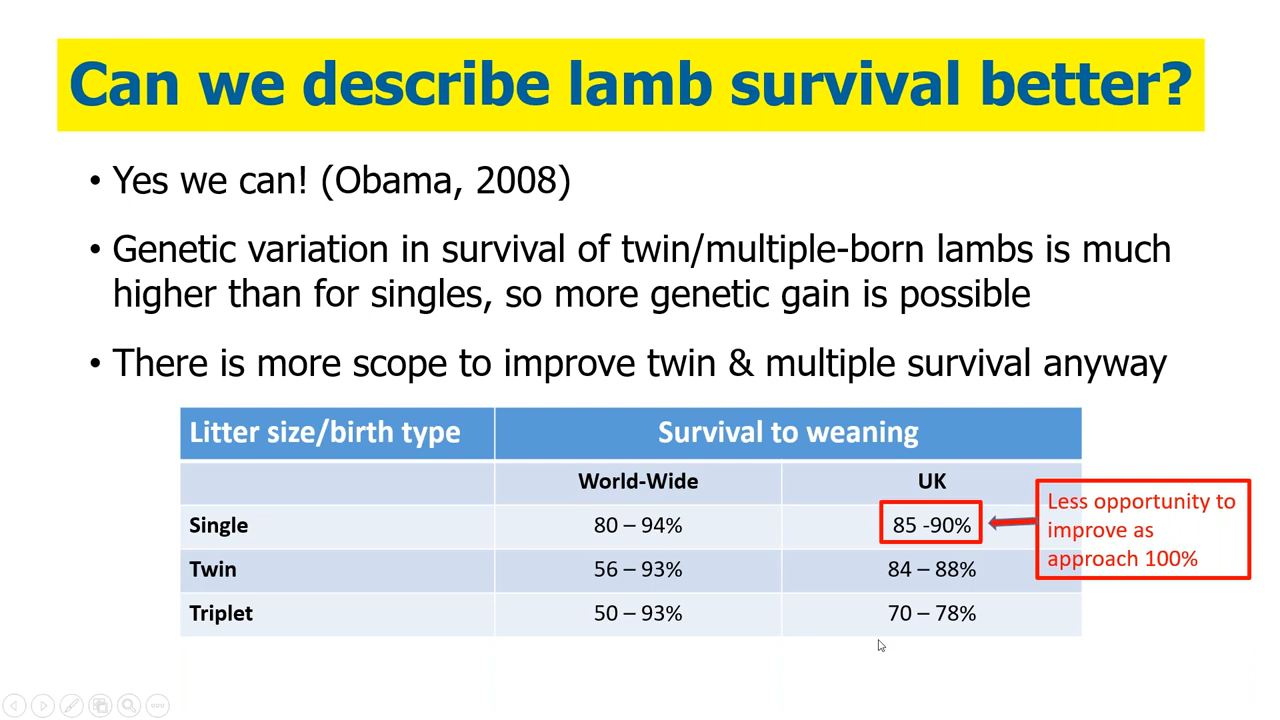 Can we describe lamb survival better?
• Yes we can! (Obama, 2008)
• Genetic variation in survival of twin/multiple-born lambs is much
higher than for singles, so more genetic gain is possible
• There is more scope to improve twin & multiple survival anyway
Litter size/birth type Survival to weaning
World-Wide UK
Single 80 – 94% 85 -90%
Twin 56 – 93% 84 – 88%
Triplet 50 – 93% 70 – 78%
Less opportunity to
improve as
approach 100%